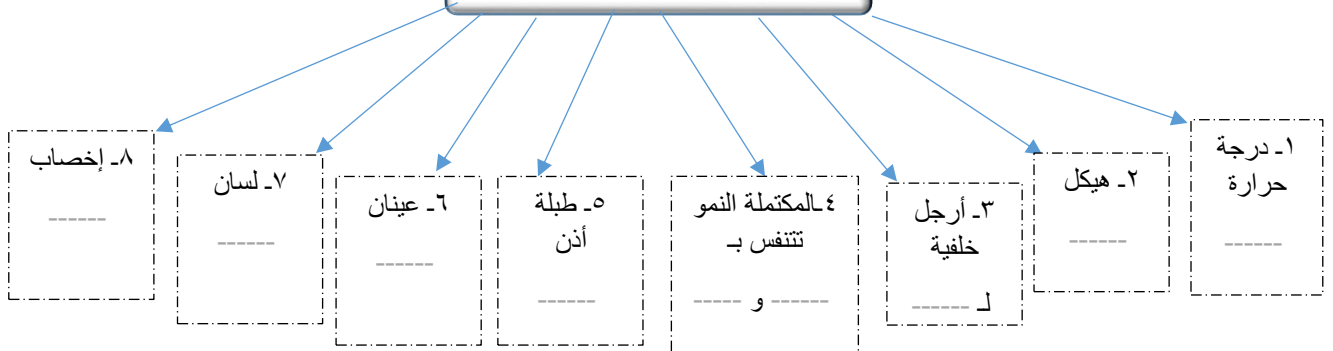 ١ـ درجة
حرارة
------
٢ـ هيكل
------
٣ـ أرجل
خلفية
لـ ------
٤ـالمكتملة النمو
تتنفس بـ
------ و -----
٥ـ طبلة
أذن
------
٦ـ عينان
------
٧ـ لسان
------
٨ـ إخصاب
------